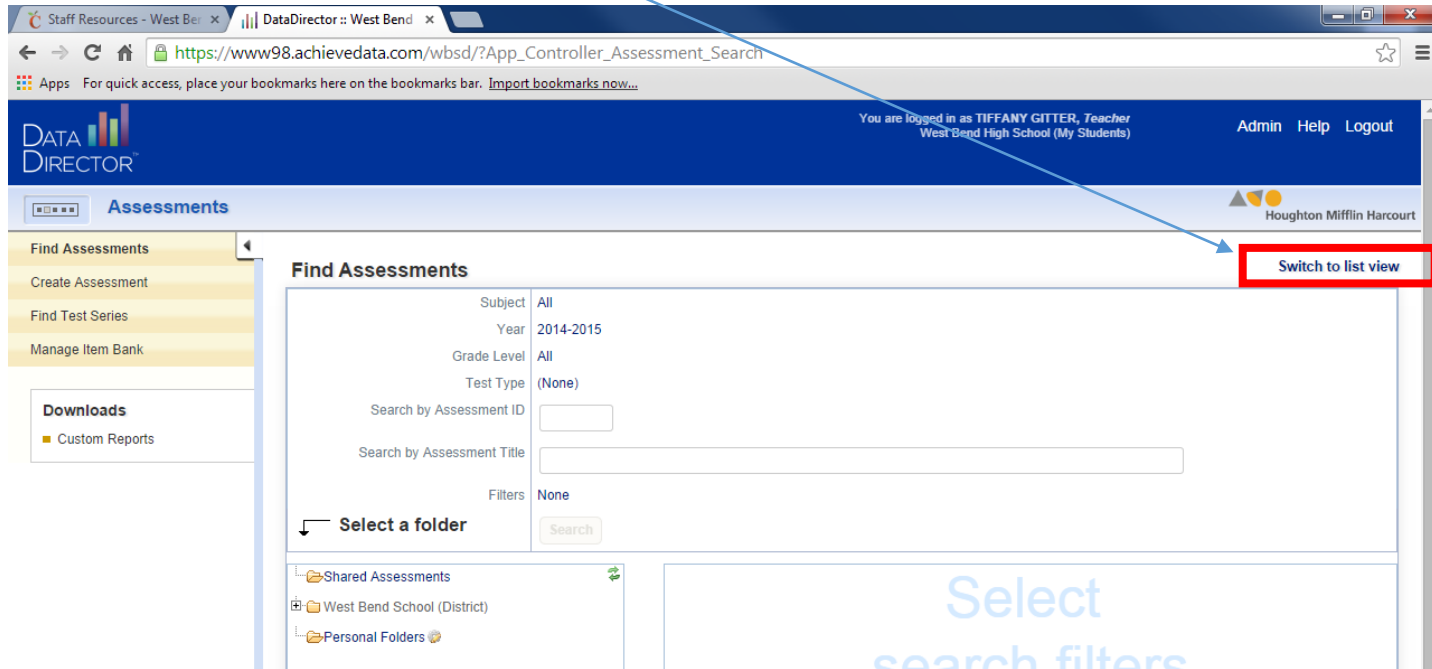 Staff Resources - West Ber
DataDirector :: West Bend
https://www98.achievedata.com/wbsd/?App_Controller_Assessment_Search
Apps For quick access, place your bookmarks here on the bookmarks bar. Import bookmarks now...
DATA DIRECTOR
You are logged in as TIFFANY GITTER, Teacher
West Bend High School (My Students)
Admin Help Logout
Assessments
Houghton Mifflin Harcourt
Find Assessments
Create Assessment
Find Test Series
Manage Item Bank
Downloads
Custom Reports
Find Assessments
Switch to list view
Subject All
Year 2014-2015
Grade Level All
Test Type (None)
Search by Assessment ID
Search by Assessment Title
Filters None
Select a folder
Search
Shared Assessments
West Bend School (District)
Personal Folders
Select
search filters